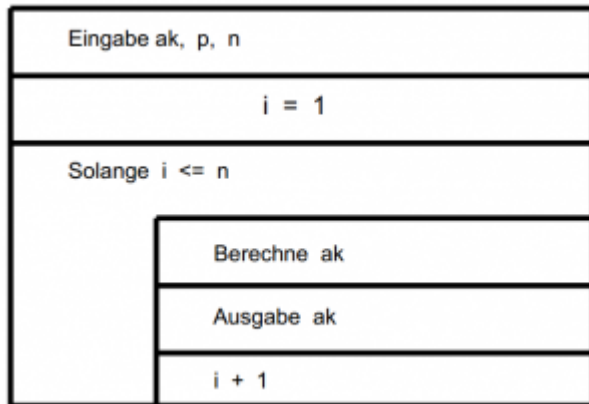 Eingabe ak, p, n
i = 1
Solange i <= n
Berechne ak
Ausgabe ak
i + 1